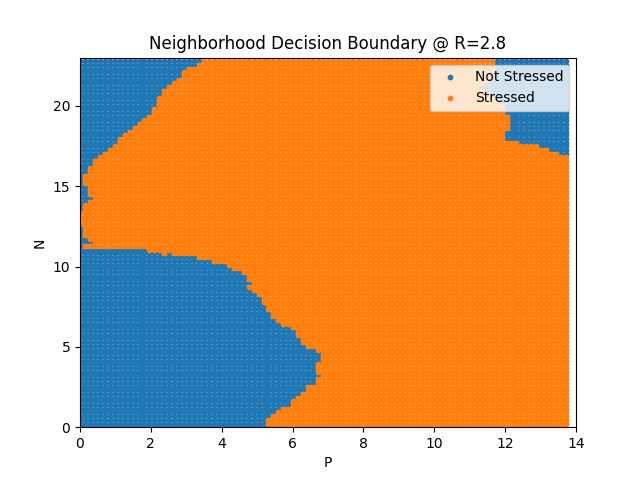 Neighborhood Decision Boundary @ R=2.8
Not Stressed
Stressed
N
20
15
10
5
0
0 2 4 6 8 10 12 14
P